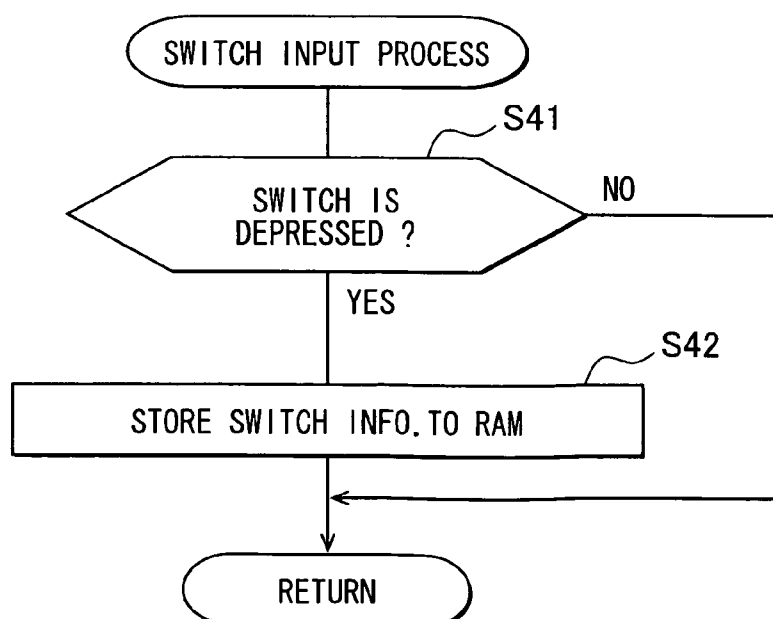 SWITCH INPUT PROCESS
S41
SWITCH IS
DEPRESSED ?
NO
YES
S42
STORE SWITCH INFO. TO RAM
RETURN